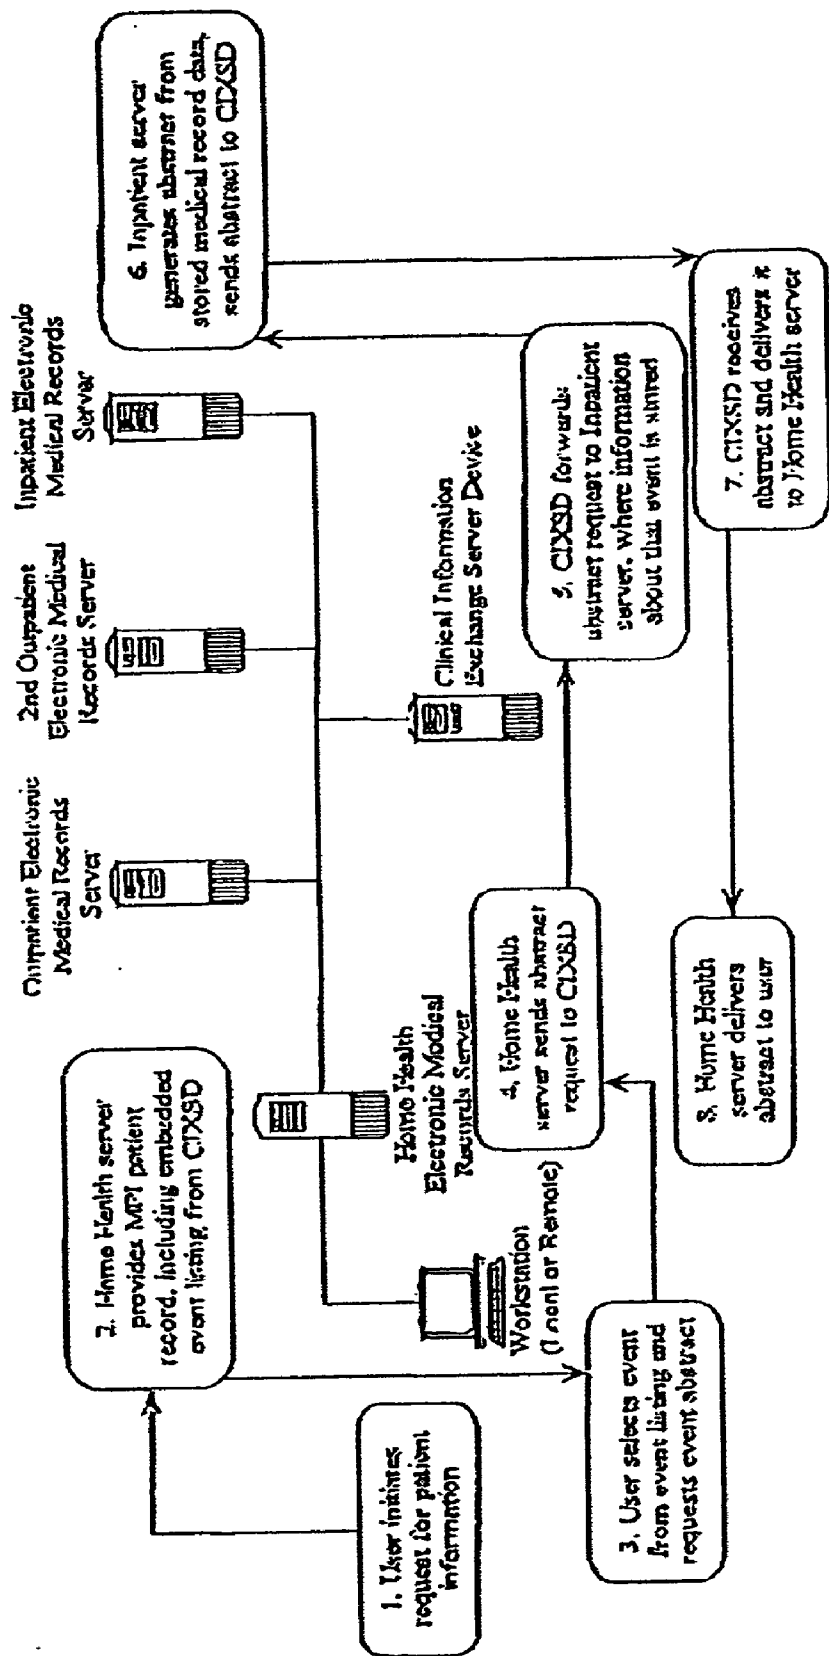 1. User initiates
request for patient
information
2. Home Health server
provides MPI patient
record, including embedded
event listing from CIXSD
3. User selects event
from event listing and
requests event abstract
4. Home Health
server sends abstract
request to CIXSD
5. CIXSD forwards
abstract request to Inpatient
server, where information
about that event is stored
6. Inpatient server
generates abstract from
stored medical record data,
sends abstract to CIXSD
7. CIXSD receives
abstract and delivers it
to Home Health server
8. Home Health
server delivers
abstract to user
Outpatient Electronic
Medical Records
Server
2nd Outpatient
Electronic Medical
Records Server
Inpatient Electronic
Medical Records
Server
Workstation
(Local or Remote)
Home Health
Electronic Medical
Records Server
Clinical Information
Exchange Server Device